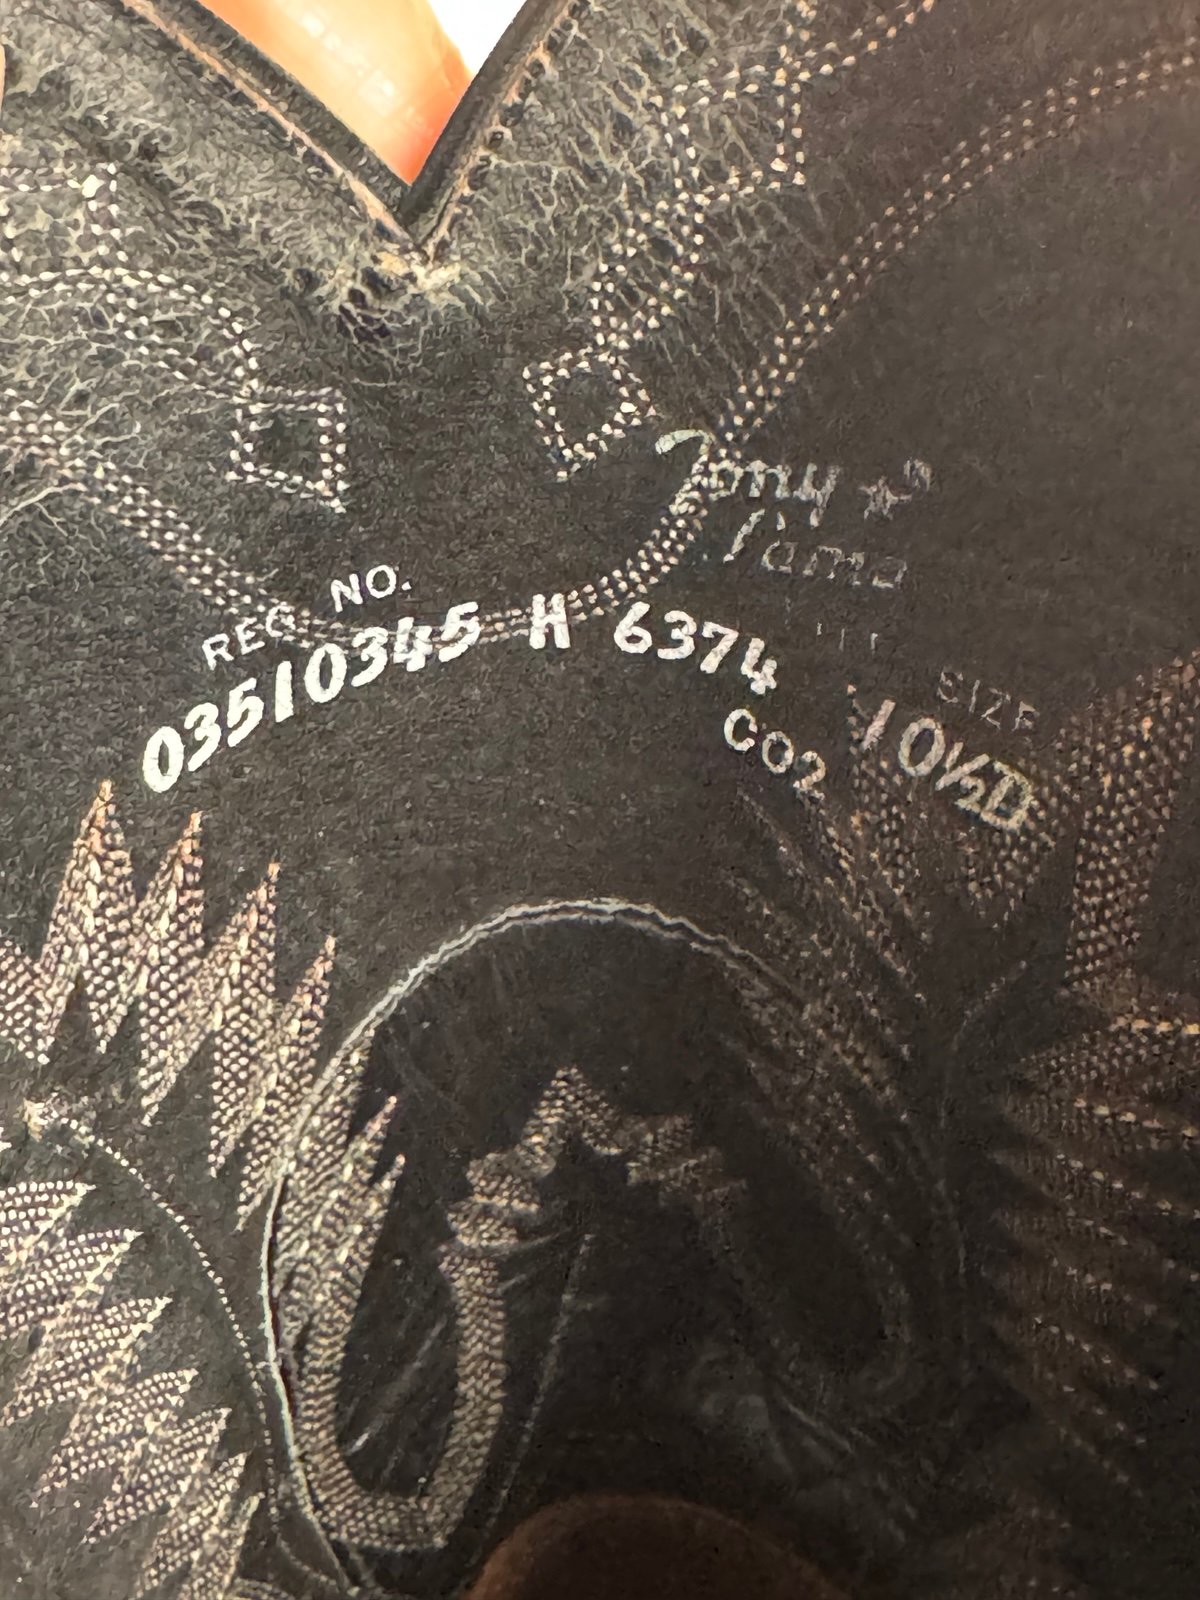 Tony
Lama
REG. NO.
03510345 H 6374
CO2
SIZE
10½D